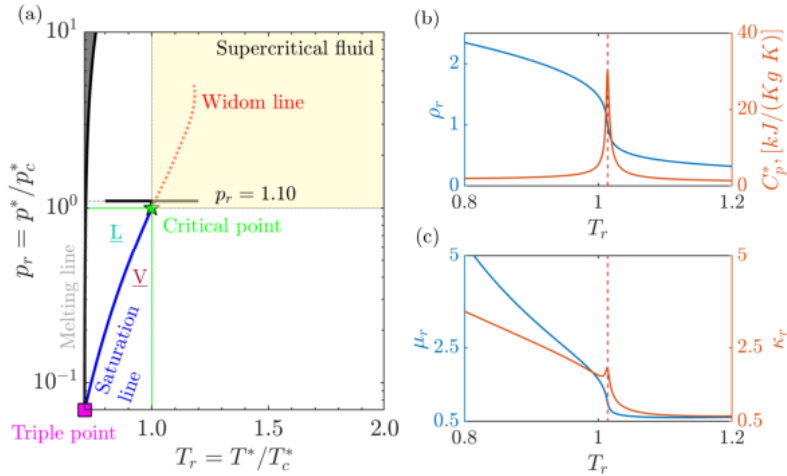 (a)
10¹
Supercritical fluid
Widom line
p_r = 1.10
10⁰
Critical point
L
V
p_r = p*/p_c*
Melting line
Saturation
line
10⁻¹
Triple point
1.0
1.5
2.0
T_r = T*/T_c*
(b)
2
1
0
ρ_r
40
20
0
C_p*, [kJ/(Kg K)]
0.8
1
1.2
T_r
(c)
5
2.5
0.5
μ_r
5
2.5
0.5
κ_r
0.8
1
1.2
T_r